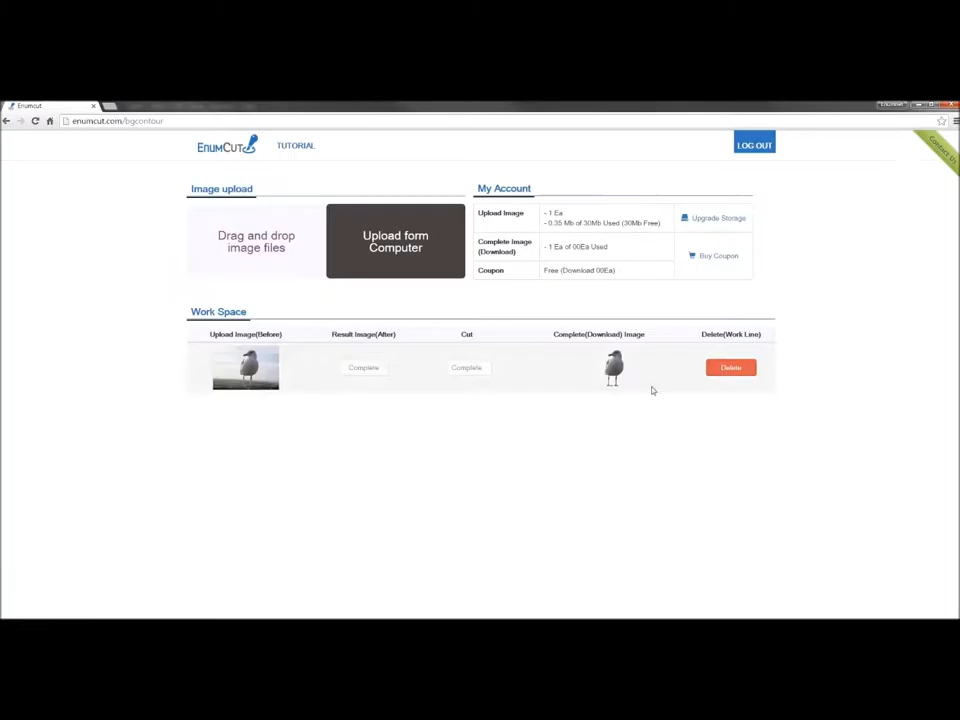 Enumcut
enumcut.com/bgcontour
Contact Us
ENUMCUT TUTORIAL LOG OUT
Image upload
Drag and drop
image files
Upload form
Computer
My Account
Upload Image
- 1 Ea
- 0.35 Mb of 30Mb Used (30Mb Free)
Upgrade Storage
Complete Image
(Download)
- 1 Ea of 00Ea Used
Buy Coupon
Coupon
Free (Download 00Ea)
Work Space
Upload Image(Before) Result Image(After) Cut Complete(Download) Image Delete(Work Line)
Complete Complete Delete